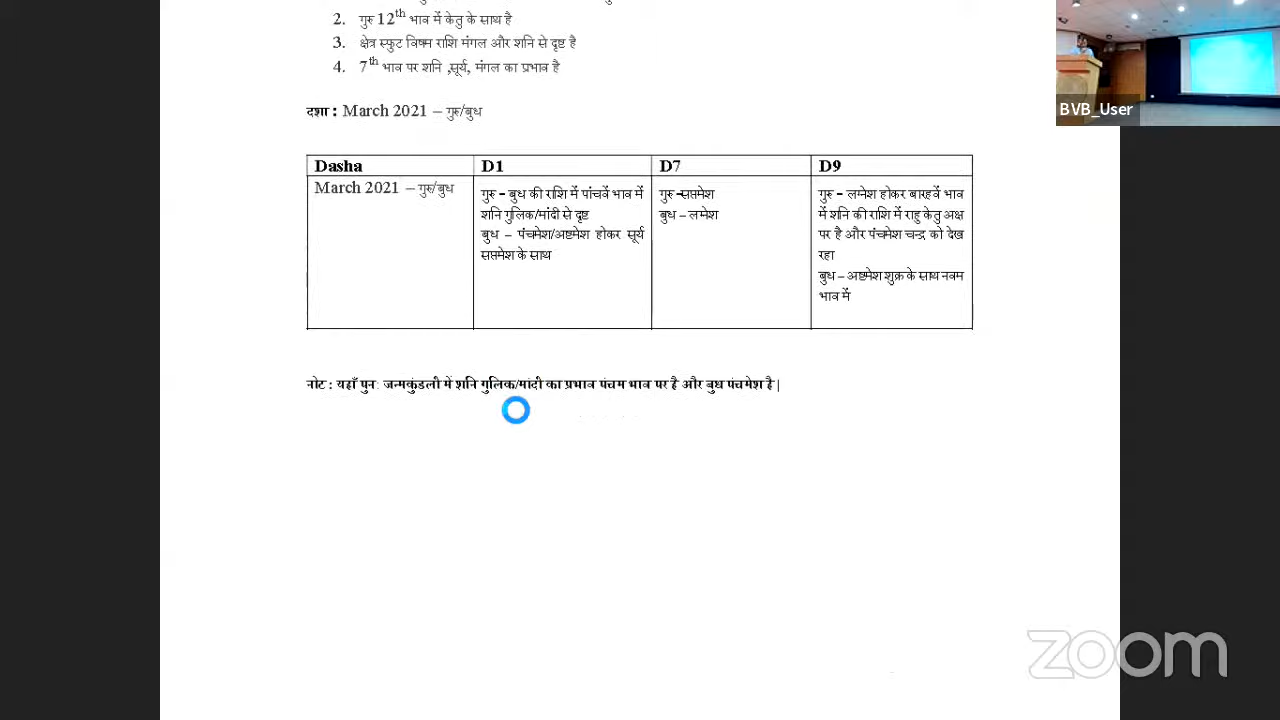 2. गुरु 12th भाव में केतु के साथ है
3. क्षेत्र स्फुट विषम राशि मंगल और शनि से दृष्ट है
4. 7th भाव पर शनि ,सूर्य, मंगल का प्रभाव है
दशा : March 2021 – गुरु/बुध
Dasha D1 D7 D9
March 2021 – गुरु/बुध
गुरु - बुध की राशि में पांचवें भाव में
शनि गुलिक/मांदी से दृष्ट
बुध – पंचमेश/अष्टमेश होकर सूर्य
सप्तमेश के साथ
गुरु -सप्तमेश
बुध – लग्नेश
गुरु – लग्नेश होकर बारहवें भाव
में शनि की राशि में राहु केतु अक्ष
पर है और पंचमेश चन्द्र को देख
रहा
बुध – अष्टमेश शुक्र के साथ नवम
भाव में
नोट : यहाँ पुन: जन्मकुंडली में शनि गुलिक/मांदी का प्रभाव पंचम भाव पर है और बुध पंचमेश है |
BVB_User
zoom